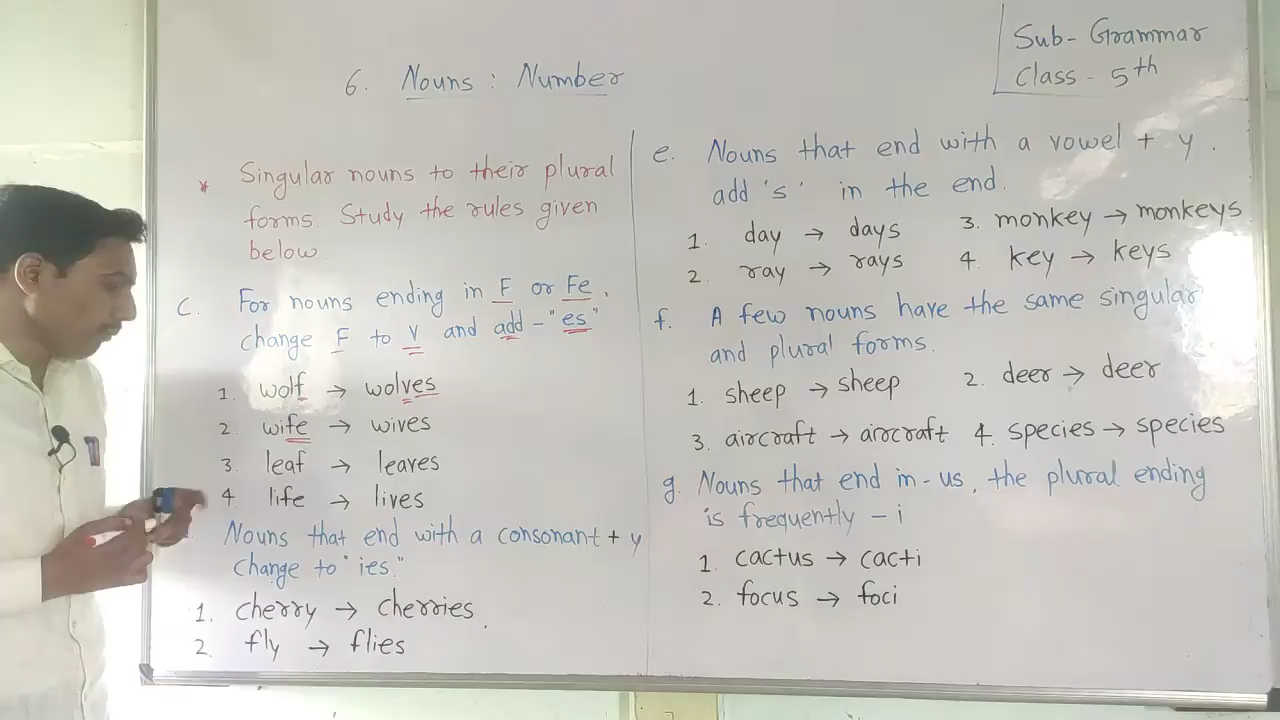 Sub- Grammar
Class - 5th
6. Nouns : Number
* Singular nouns to their plural
forms. Study the rules given
below.
C. For nouns ending in F or Fe,
change F to V and add - "es"
1. wolf → wolves
2. wife → wives
3. leaf → leaves
4 life → lives
Nouns that end with a consonant + y
change to "ies."
1. cherry → cherries
2. fly → flies
e. Nouns that end with a vowel + y.
add 's' in the end.
1. day → days 3. monkey → monkeys
2. ray → rays 4. key → keys
f. A few nouns have the same singular
and plural forms.
1. sheep → sheep 2. deer → deer
3. aircraft → aircraft 4. species → species
g. Nouns that end in - us, the plural ending
is frequently - i
1. cactus → cacti
2. focus → foci